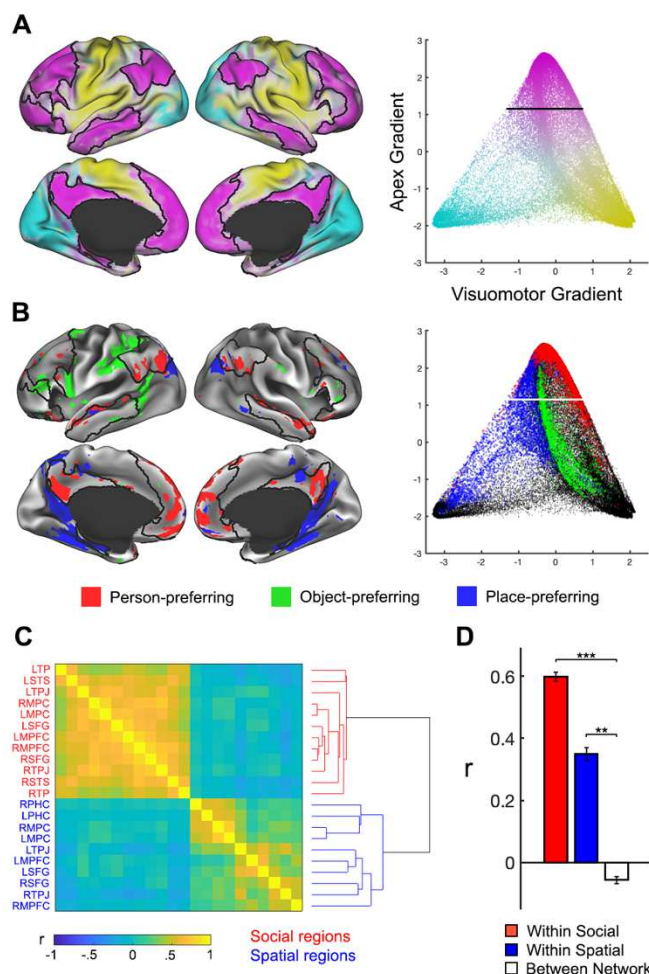 A
Apex Gradient
3
2
1
0
-1
-2
-3
-3 -2 -1 0 1 2
Visuomotor Gradient
B
3
2
1
0
-1
-2
-3
-3 -2 -1 0 1 2
Person-preferring Object-preferring Place-preferring
C
LTP
LSTS
LTPJ
RMPC
LMPC
LSFG
LMPFC
RMPFC
RSFG
RTPJ
RSTS
RTP
RPHC
LPHC
RMPC
LMPC
LTPJ
LMPFC
LSFG
RSFG
RTPJ
RMPFC
r
-1 -.5 0 .5 1
Social regions
Spatial regions
D
***
**
0.6
0.4
0.2
0
r
Within Social
Within Spatial
Between Network